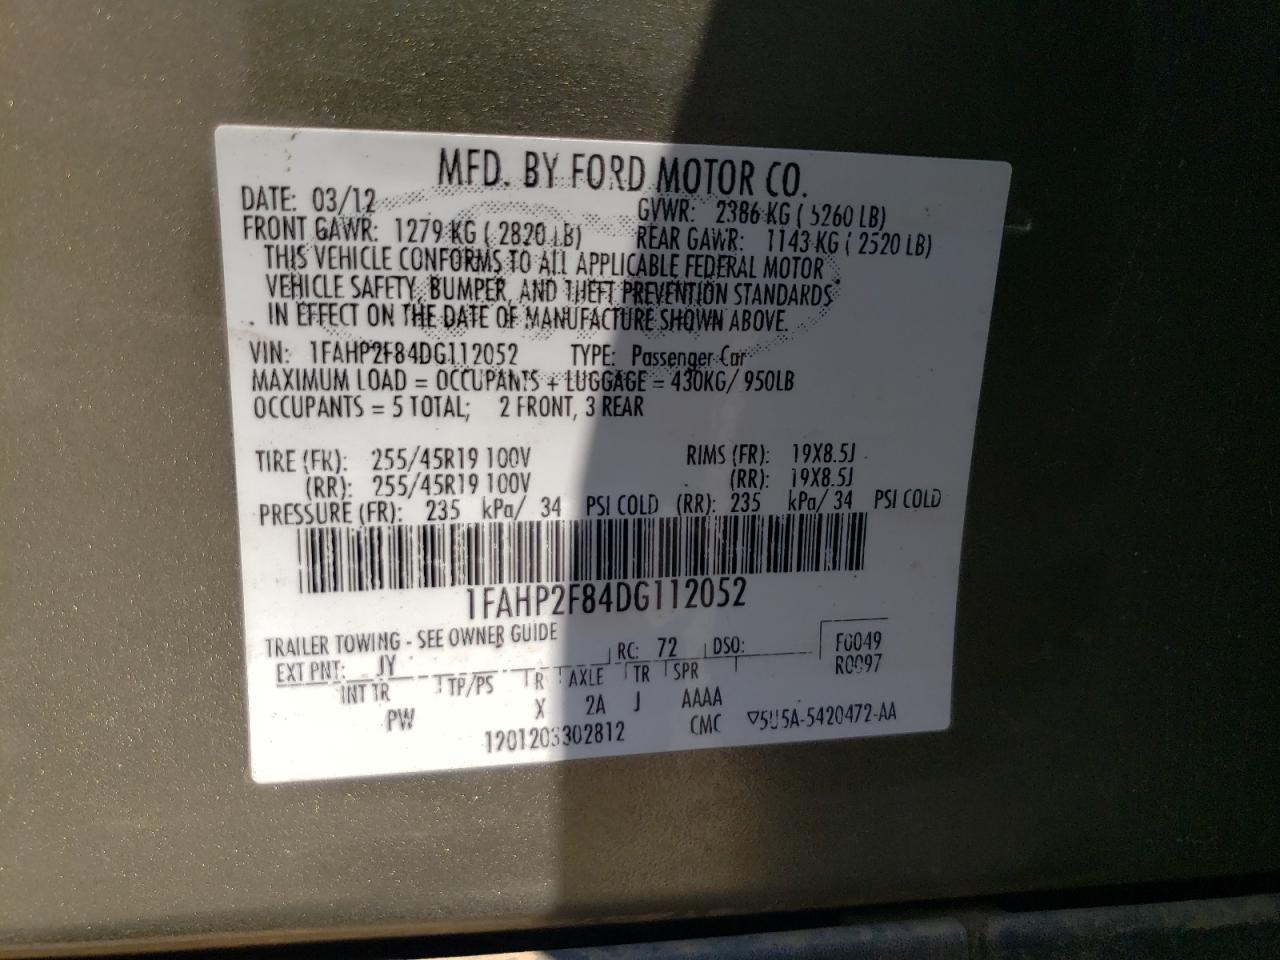 MFD. BY FORD MOTOR CO.
DATE: 03/12 GVWR: 2386 KG ( 5260 LB)
FRONT GAWR: 1279 KG ( 2820 LB) REAR GAWR: 1143 KG ( 2520 LB)
THIS VEHICLE CONFORMS TO ALL APPLICABLE FEDERAL MOTOR
VEHICLE SAFETY, BUMPER, AND THEFT PREVENTION STANDARDS
IN EFFECT ON THE DATE OF MANUFACTURE SHOWN ABOVE.
VIN: 1FAHP2F84DG112052 TYPE: Passenger Car
MAXIMUM LOAD = OCCUPANTS + LUGGAGE = 430KG/ 950LB
OCCUPANTS = 5 TOTAL; 2 FRONT, 3 REAR
TIRE (FR): 255/45R19 100V RIMS (FR): 19X8.5J
(RR): 255/45R19 100V (RR): 19X8.5J
PRESSURE (FR): 235 kPa/ 34 PSI COLD (RR): 235 kPa/ 34 PSI COLD
1FAHP2F84DG112052
TRAILER TOWING - SEE OWNER GUIDE
EXT PNT: JY RC: 72 DSO: F0049
R0097
INT TR TP/PS R AXLE TR SPR
PW X 2A J AAAA
1201203302812 CMC ▽5U5A-5420472-AA